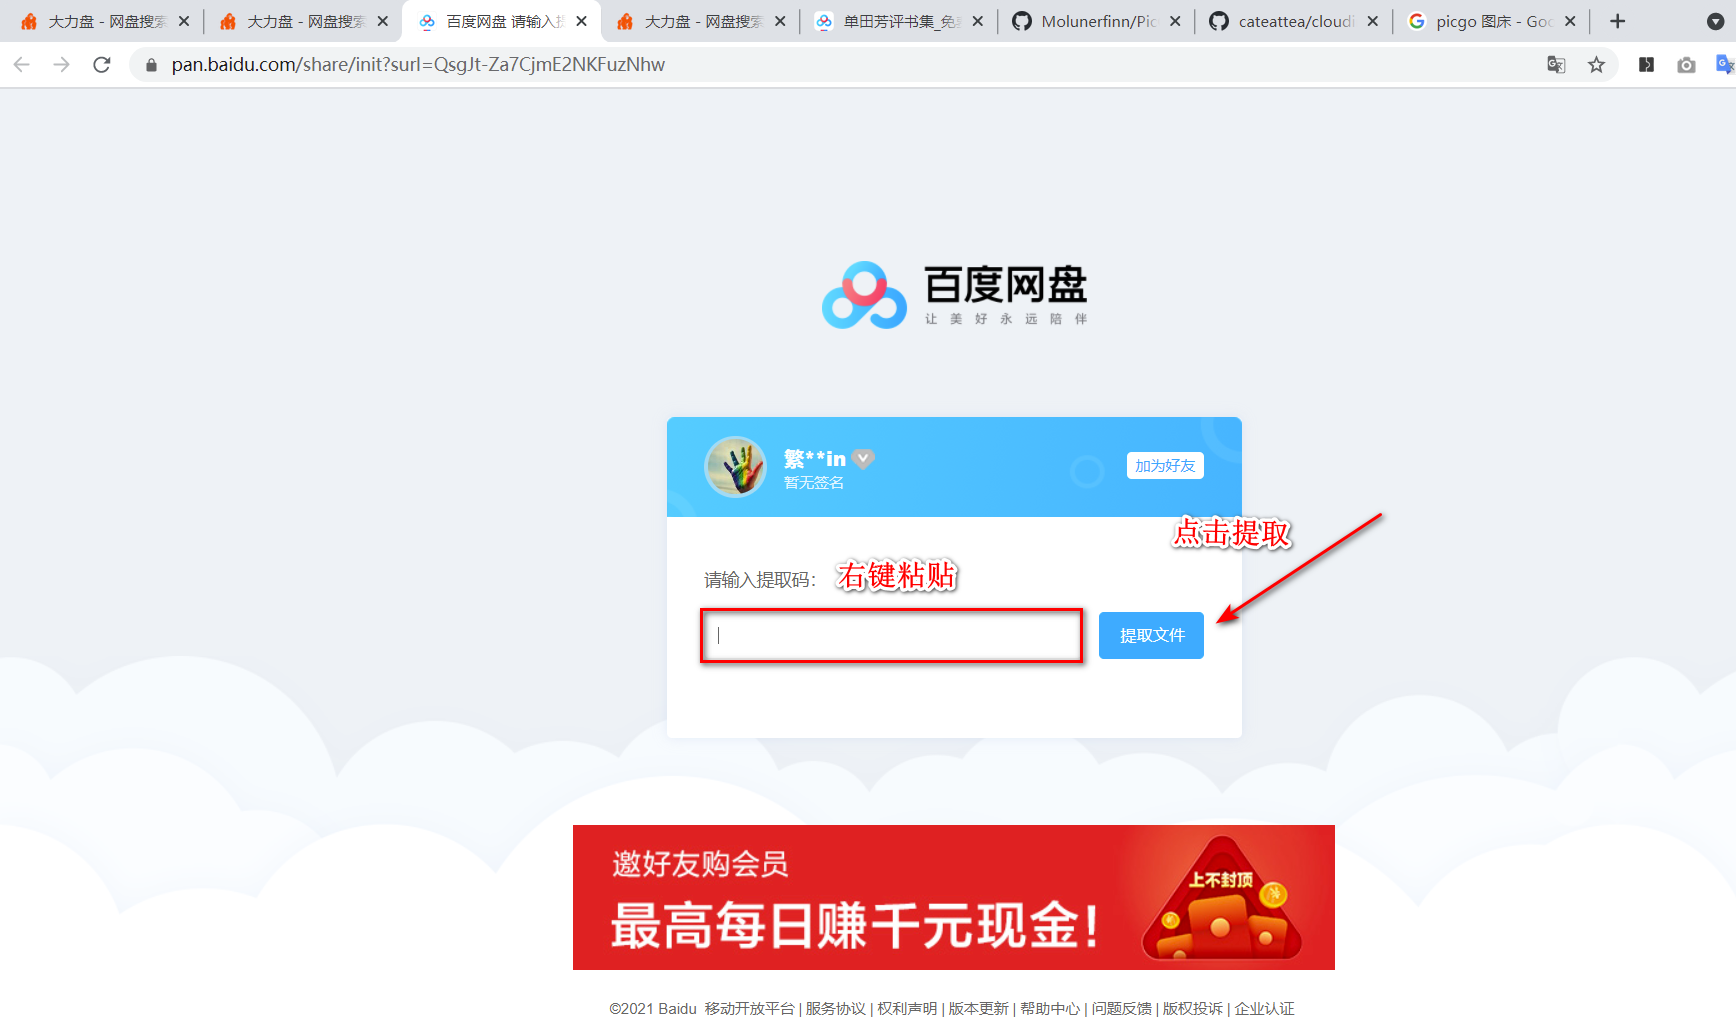 大力盘 - 网盘搜索
大力盘 - 网盘搜索
百度网盘 请输入提
大力盘 - 网盘搜索
单田芳评书集_免
Molunerfinn/Pic
cateattea/cloudi
picgo 图床 - Goo
pan.baidu.com/share/init?surl=QsgJt-Za7CjmE2NKFuzNhw
百度网盘
让美好永远陪伴
繁**in
暂无签名
加为好友
点击提取
请输入提取码：
右键粘贴
提取文件
邀好友购会员
最高每日赚千元现金！
上不封顶
©2021 Baidu 移动开放平台 | 服务协议 | 权利声明 | 版本更新 | 帮助中心 | 问题反馈 | 版权投诉 | 企业认证